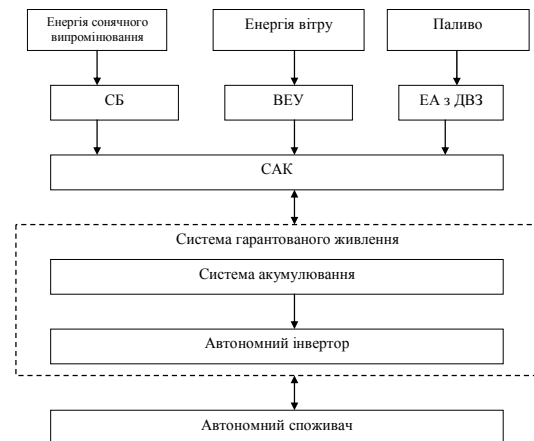 Енергія сонячного
випромінювання
Енергія вітру
Паливо
СБ
ВЕУ
ЕА з ДВЗ
САК
Система гарантованого живлення
Система акумулювання
Автономний інвертор
Автономний споживач